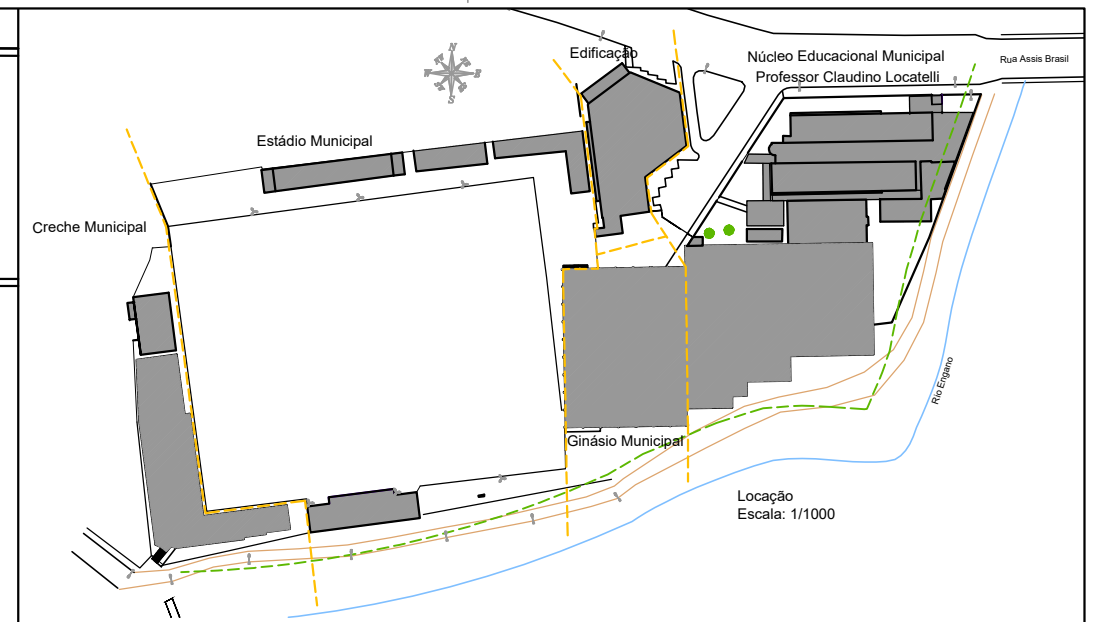 Edificação
Núcleo Educacional Municipal
Professor Claudino Locatelli
Rua Assis Brasil
N
S
Estádio Municipal
Creche Municipal
Rio Engano
Ginásio Municipal
Locação
Escala: 1/1000